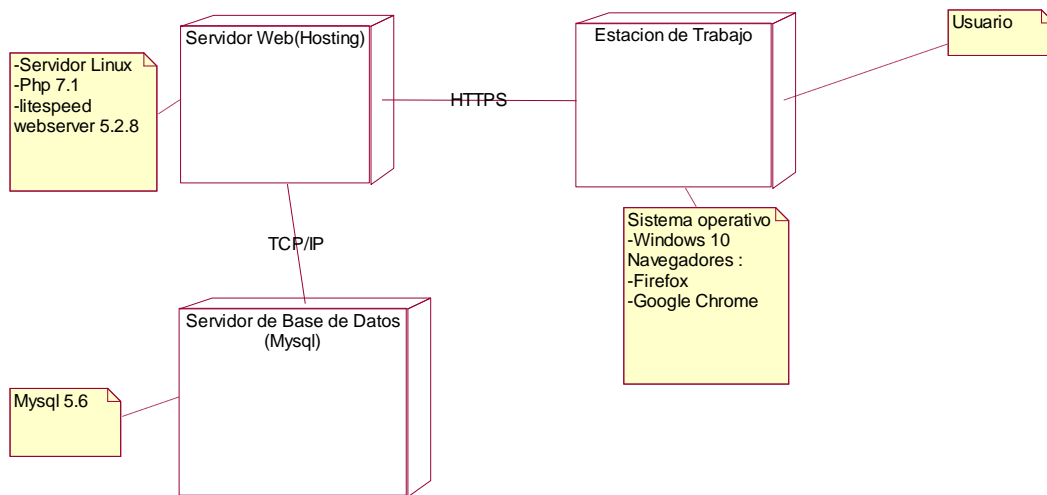 Servidor Web(Hosting)
-Servidor Linux
-Php 7.1
-litespeed
webserver 5.2.8
HTTPS
Estacion de Trabajo
Usuario
Sistema operativo
-Windows 10
Navegadores :
-Firefox
-Google Chrome
TCP/IP
Servidor de Base de Datos
(Mysql)
Mysql 5.6